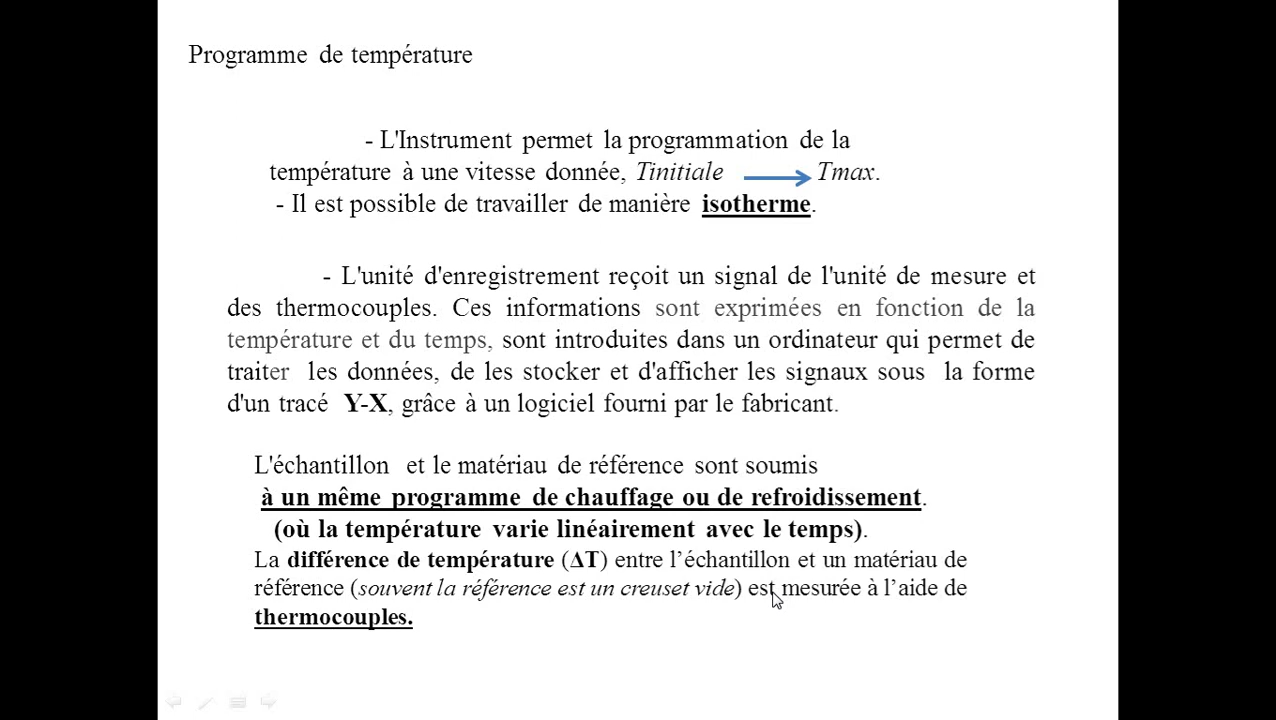 Programme de température
- L'Instrument permet la programmation de la
température à une vitesse donnée, Tinitiale Tmax.
- Il est possible de travailler de manière isotherme.
- L'unité d'enregistrement reçoit un signal de l'unité de mesure et
des thermocouples. Ces informations sont exprimées en fonction de la
température et du temps, sont introduites dans un ordinateur qui permet de
traiter les données, de les stocker et d'afficher les signaux sous la forme
d'un tracé Y-X, grâce à un logiciel fourni par le fabricant.
L'échantillon et le matériau de référence sont soumis
à un même programme de chauffage ou de refroidissement.
(où la température varie linéairement avec le temps).
La différence de température (ΔT) entre l’échantillon et un matériau de
référence (souvent la référence est un creuset vide) est mesurée à l’aide de
thermocouples.